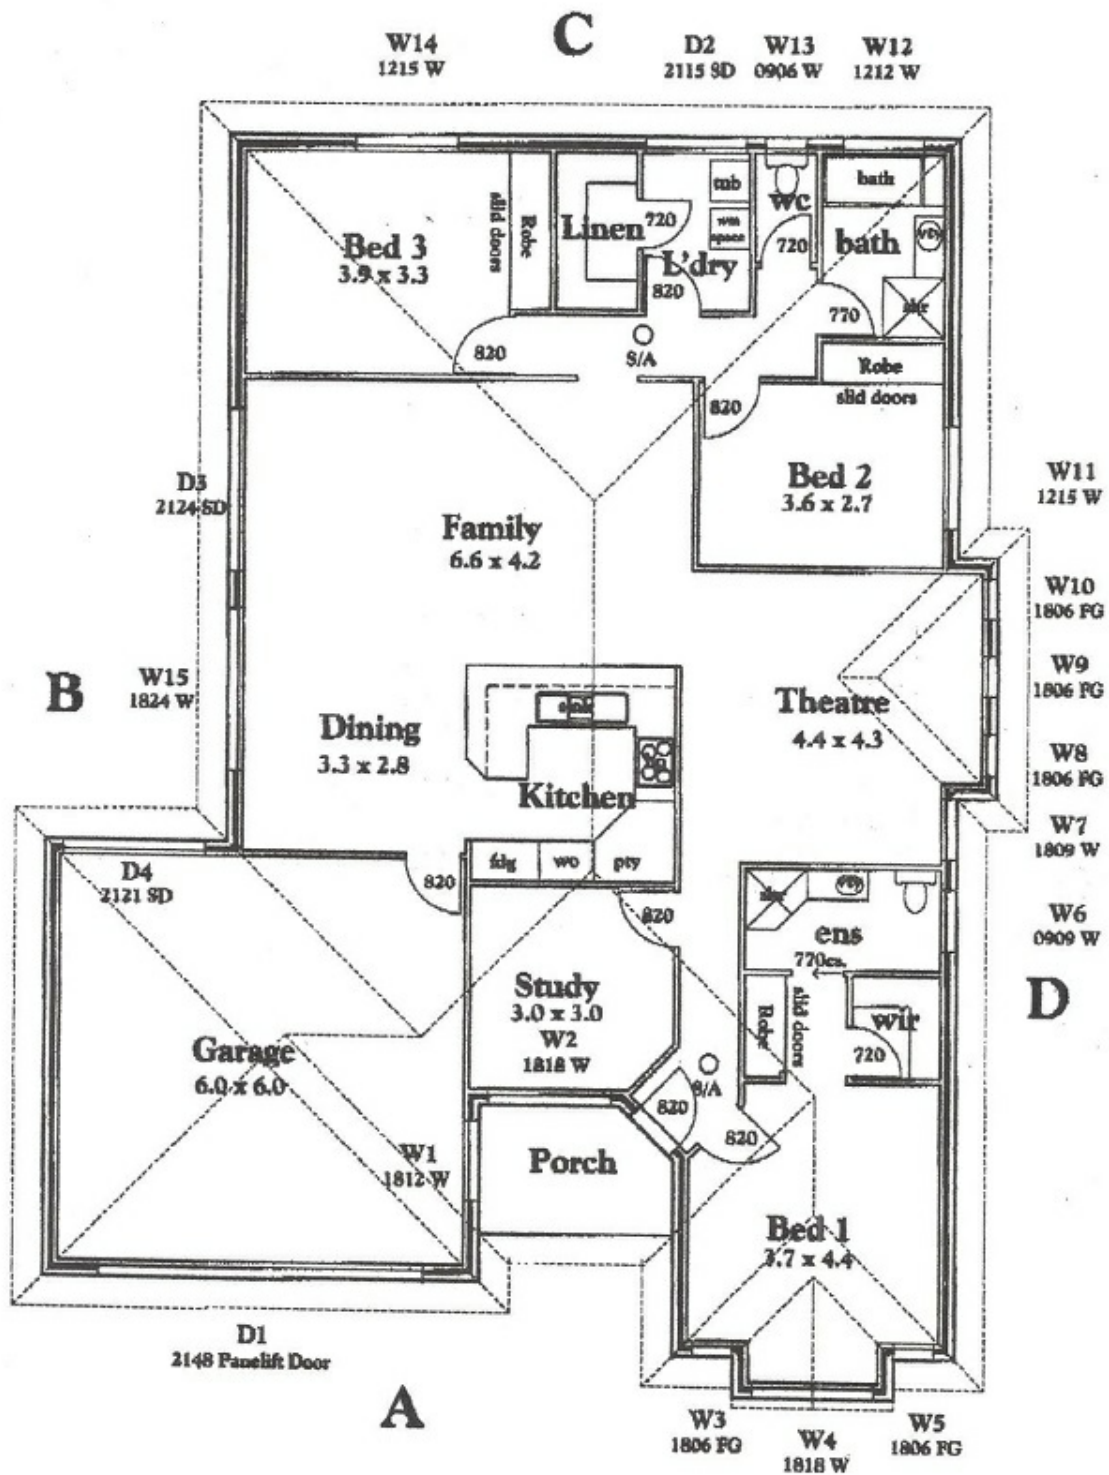 C
W14
1215 W
D2
2115 SD
W13
0906 W
W12
1212 W
Bed 3
3.9 x 3.3
slid doors
Robe
Linen
720
tub
wm
space
L'dry
820
wc
720
bath
bath
shr
770
820
S/A
Robe
slid doors
820
D3
2124 SD
Bed 2
3.6 x 2.7
W11
1215 W
Family
6.6 x 4.2
W10
1806 FG
B
W15
1824 W
W9
1806 FG
Dining
3.3 x 2.8
sink
Theatre
4.4 x 4.3
W8
1806 FG
Kitchen
W7
1809 W
D4
2121 SD
820
fdg
wo
pty
820
shr
W6
0909 W
ens
770cs.
D
Study
3.0 x 3.0
W2
1818 W
Robe
slid doors
wir
720
Garage
6.0 x 6.0
S/A
820
820
W1
1812 W
Porch
Bed 1
3.7 x 4.4
D1
2148 Panelift Door
A
W3
1806 FG
W4
1818 W
W5
1806 FG